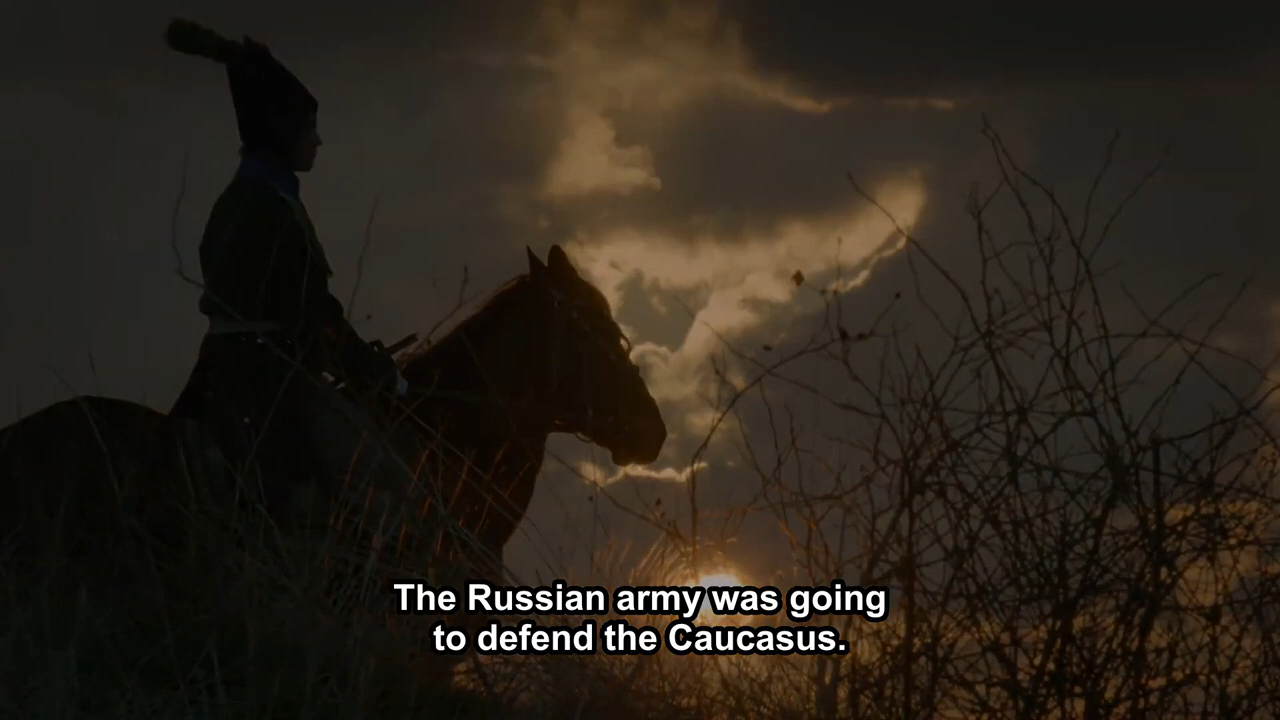 The Russian army was going
to defend the Caucasus.